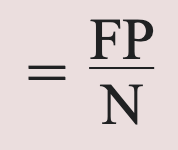 = FP
N